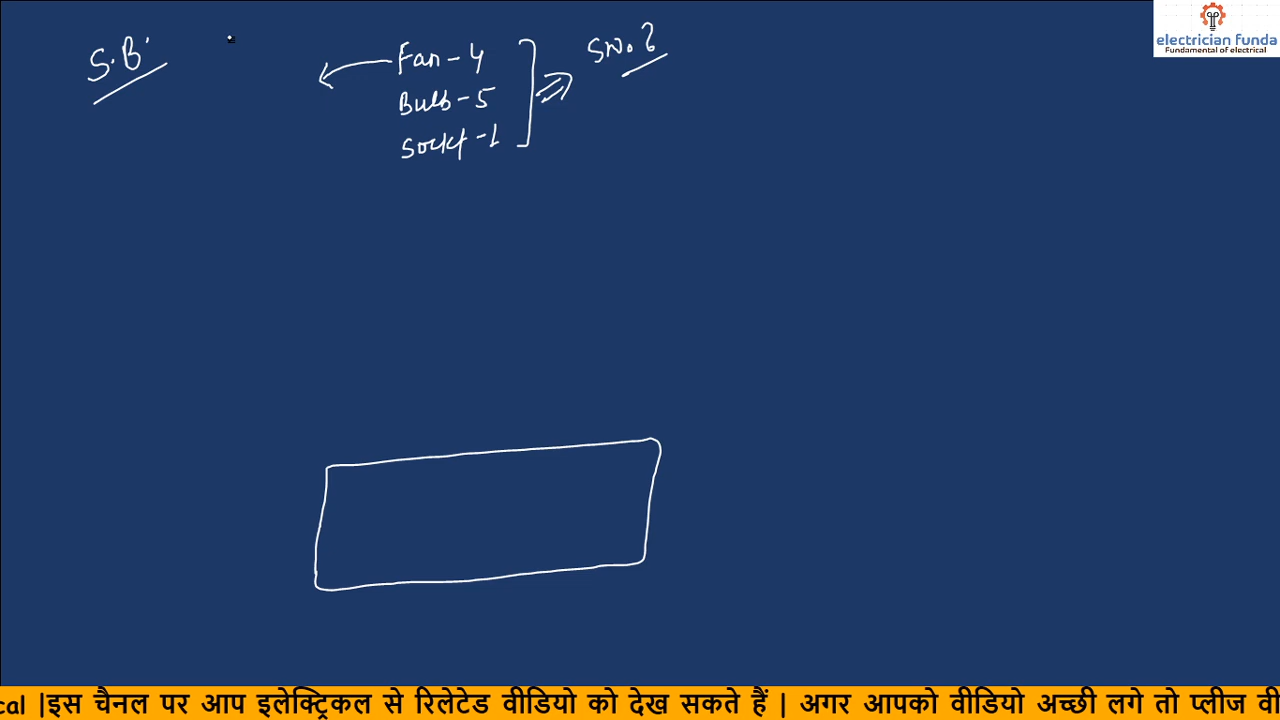 S.B.
Fan - 4
Bulb - 5
Sockt - 1
SNo. ?
electrician funda
Fundamental of electrical
cal |इस चैनल पर आप इलेक्ट्रिकल से रिलेटेड वीडियो को देख सकते हैं | अगर आपको वीडियो अच्छी लगे तो प्लीज वी